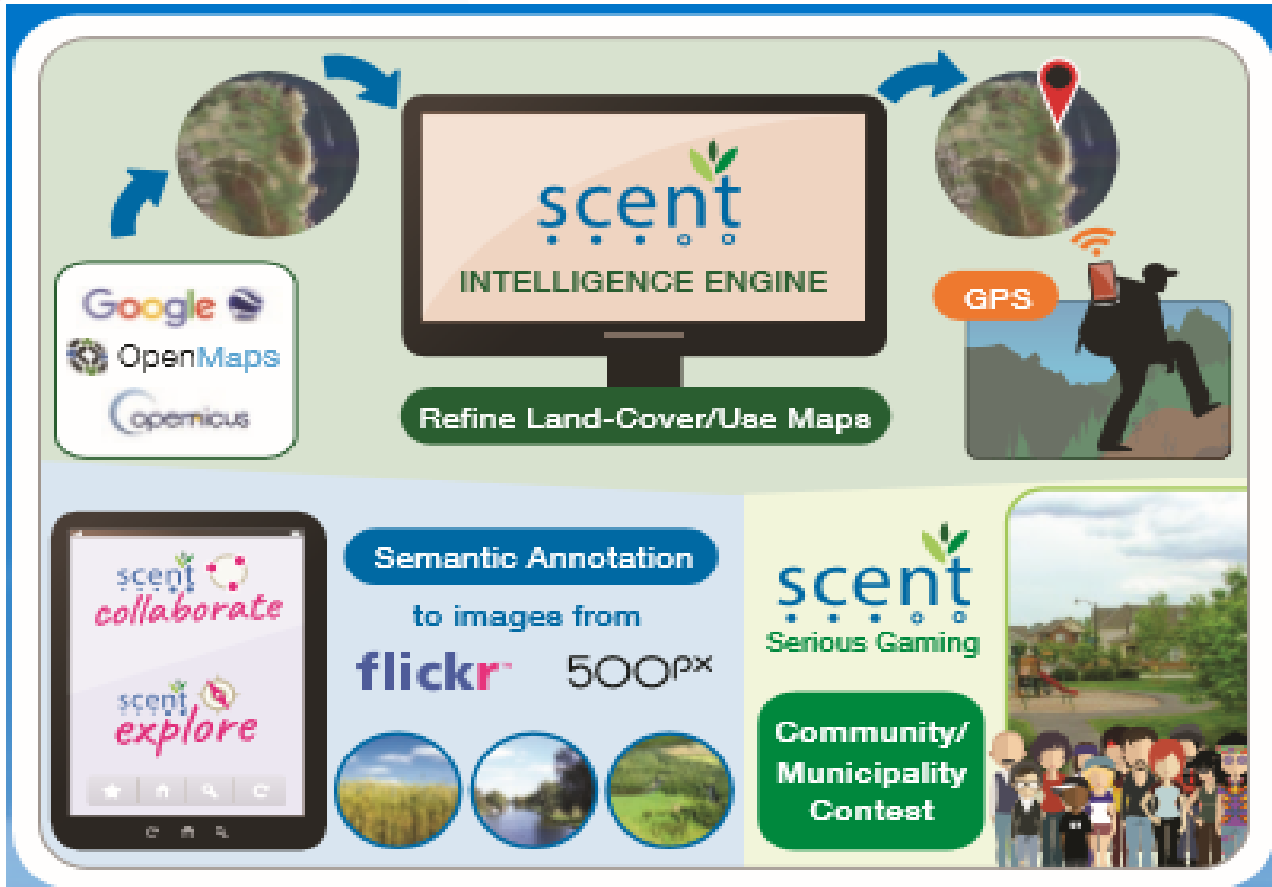 scent
INTELLIGENCE ENGINE
Google
OpenMaps
Copernicus
Refine Land-Cover/Use Maps
GPS
scent
collaborate
scent
explore
Semantic Annotation
to images from
flickr™ 500px
scent
Serious Gaming
Community/
Municipality
Contest